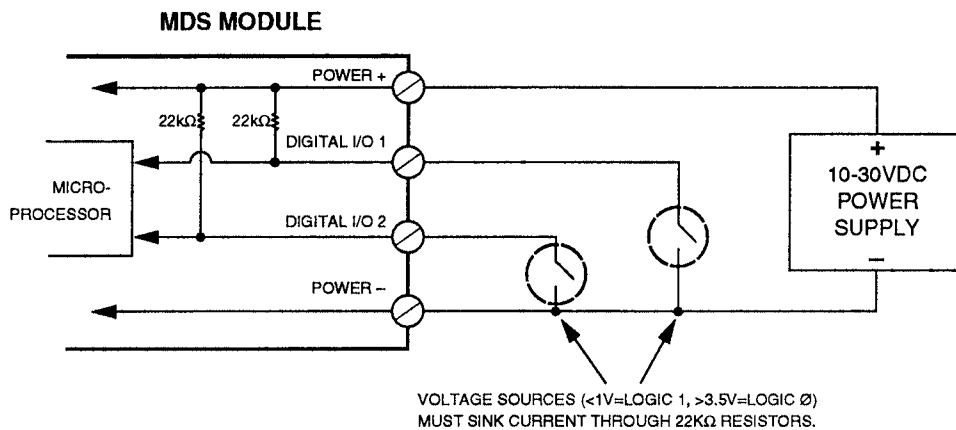 MDS MODULE
POWER +
22kΩ 22kΩ
DIGITAL I/O 1
MICRO-
PROCESSOR
DIGITAL I/O 2
POWER –
+
10-30VDC
POWER
SUPPLY
–
VOLTAGE SOURCES (<1V=LOGIC 1, >3.5V=LOGIC Ø)
MUST SINK CURRENT THROUGH 22KΩ RESISTORS.